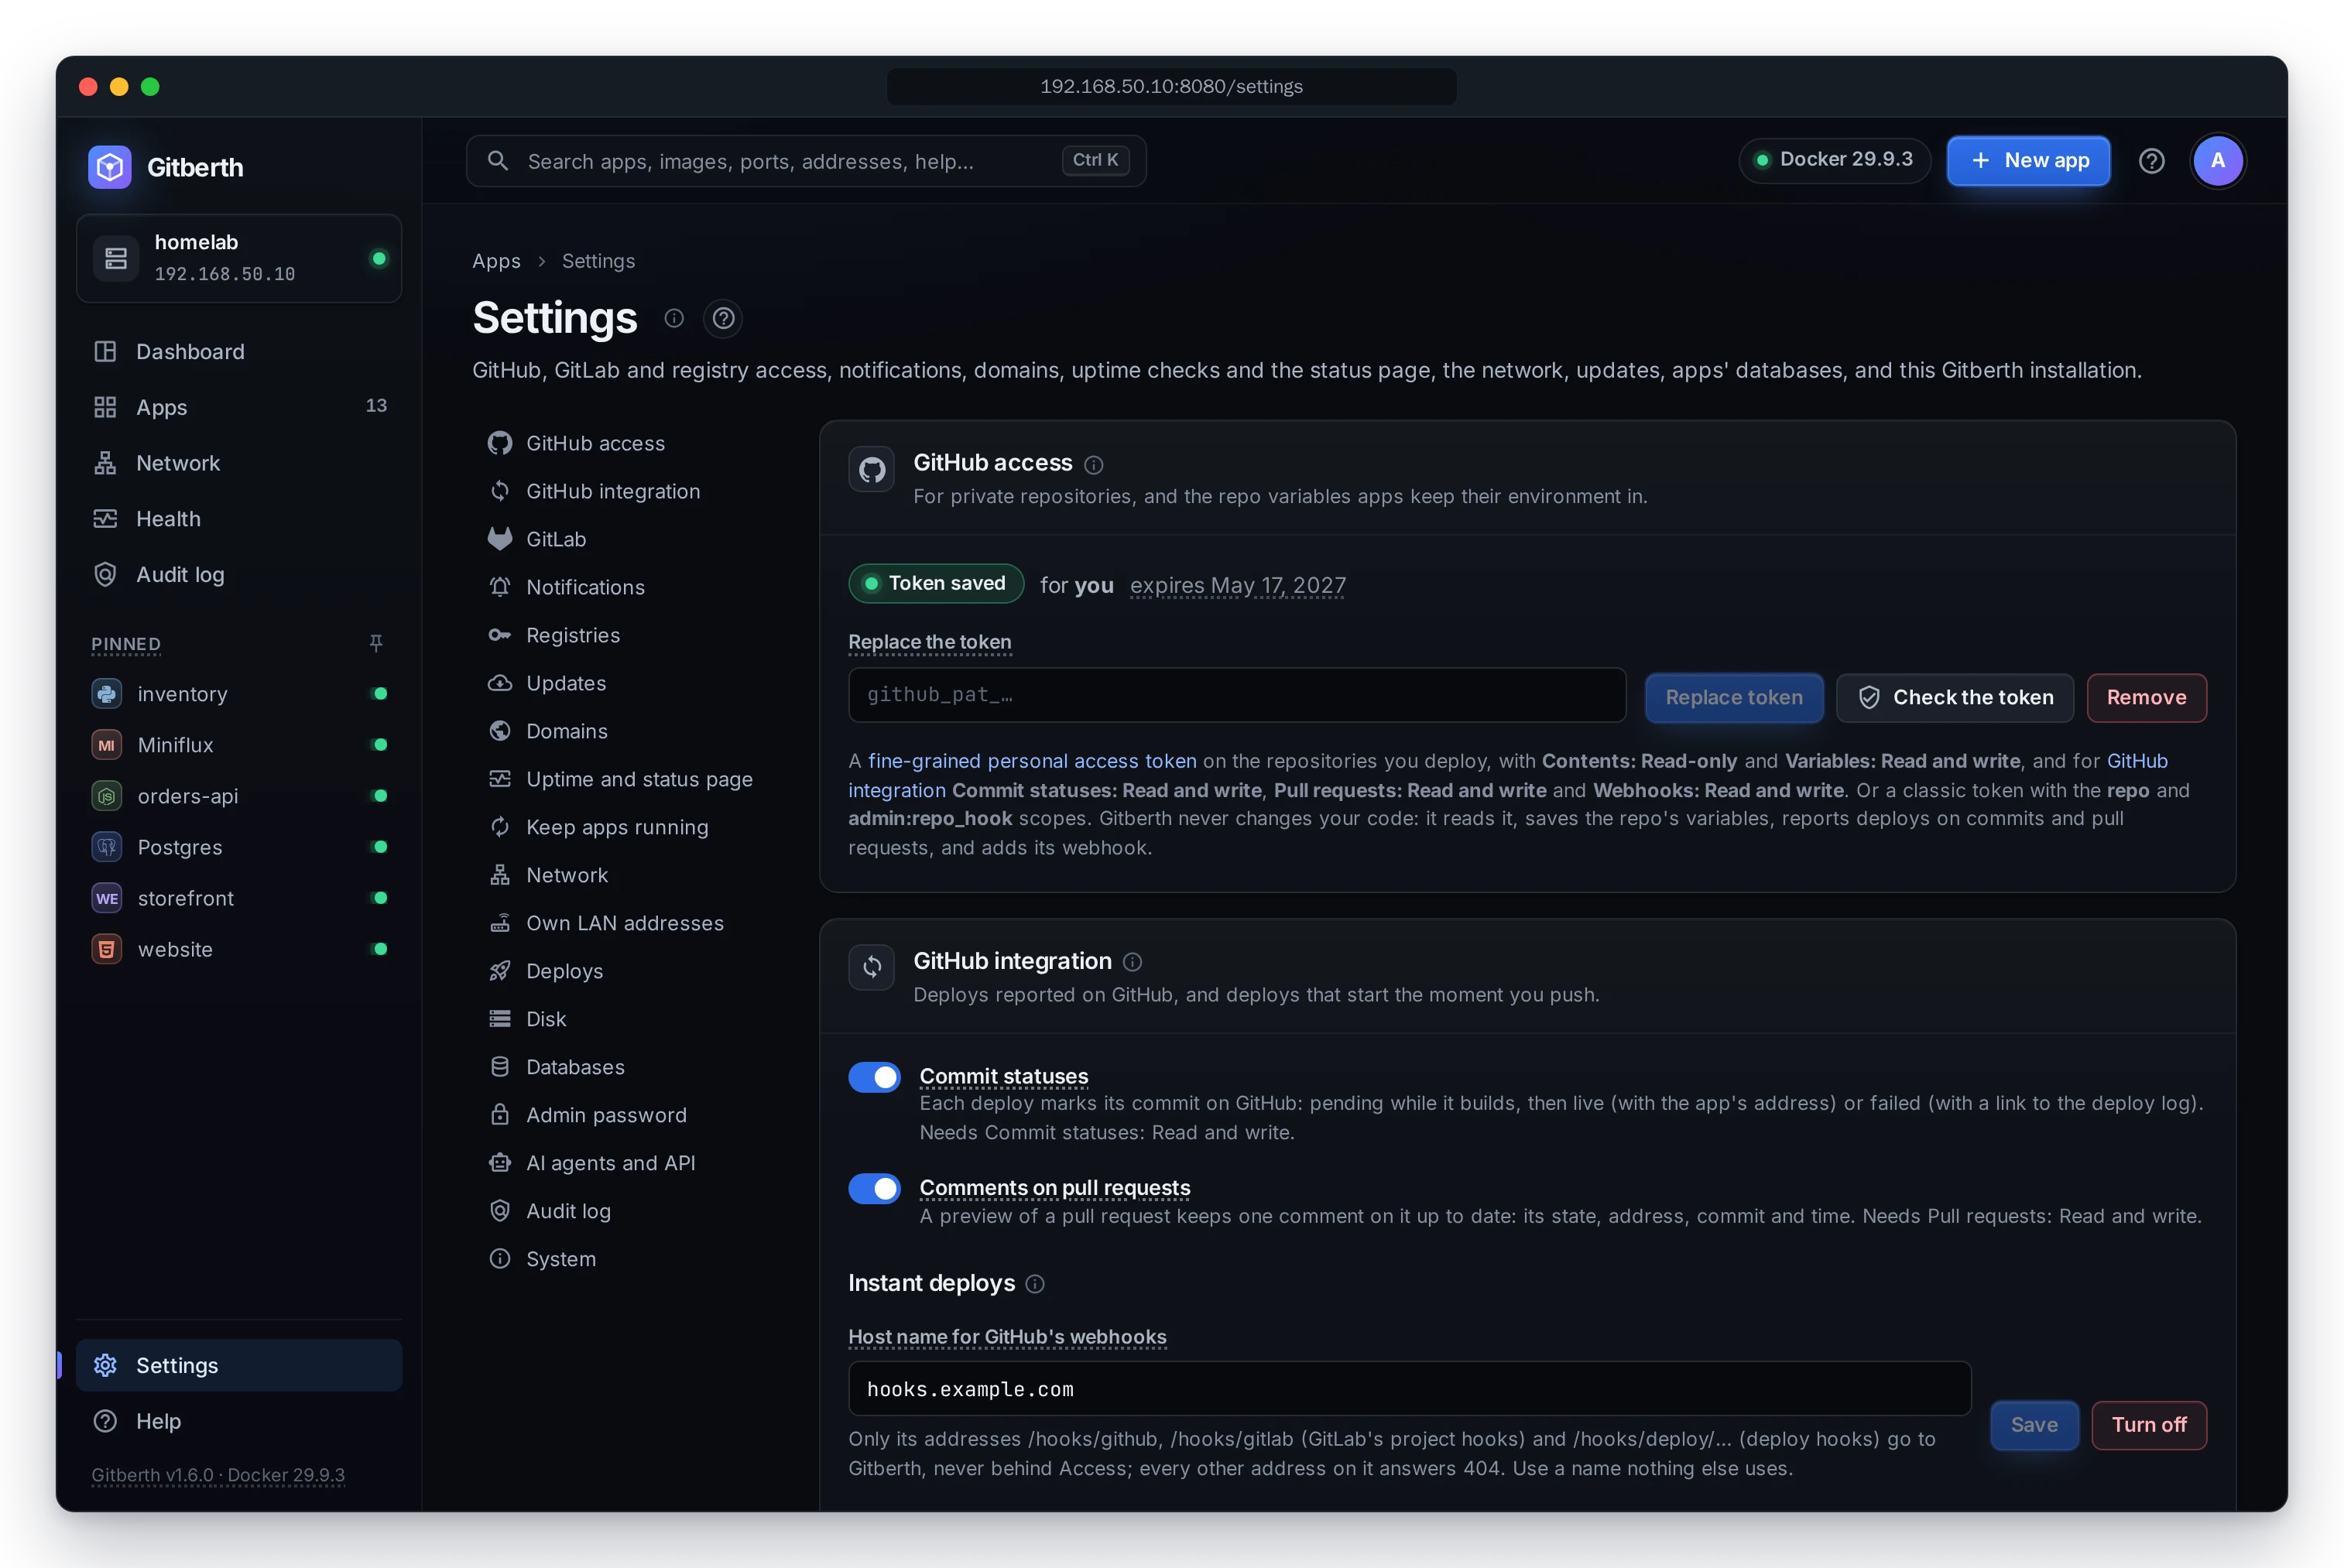 192.168.50.10:8080/settings
Gitberth
Search apps, images, ports, addresses, help...
Ctrl K
Docker 29.9.3
New app
A
homelab
192.168.50.10
Dashboard
Apps 13
Network
Health
Audit log
PINNED
inventory
MI Miniflux
orders-api
Postgres
WE storefront
website
Settings
Help
Gitberth v1.6.0 · Docker 29.9.3
Apps > Settings
Settings
GitHub, GitLab and registry access, notifications, domains, uptime checks and the status page, the network, updates, apps' databases, and this Gitberth installation.
GitHub access
GitHub integration
GitLab
Notifications
Registries
Updates
Domains
Uptime and status page
Keep apps running
Network
Own LAN addresses
Deploys
Disk
Databases
Admin password
AI agents and API
Audit log
System
GitHub access
For private repositories, and the repo variables apps keep their environment in.
Token saved for you expires May 17, 2027
Replace the token
github_pat_…
Replace token
Check the token
Remove
A fine-grained personal access token on the repositories you deploy, with Contents: Read-only and Variables: Read and write, and for GitHub
integration Commit statuses: Read and write, Pull requests: Read and write and Webhooks: Read and write. Or a classic token with the repo and
admin:repo_hook scopes. Gitberth never changes your code: it reads it, saves the repo's variables, reports deploys on commits and pull
requests, and adds its webhook.
GitHub integration
Deploys reported on GitHub, and deploys that start the moment you push.
Commit statuses
Each deploy marks its commit on GitHub: pending while it builds, then live (with the app's address) or failed (with a link to the deploy log).
Needs Commit statuses: Read and write.
Comments on pull requests
A preview of a pull request keeps one comment on it up to date: its state, address, commit and time. Needs Pull requests: Read and write.
Instant deploys
Host name for GitHub's webhooks
hooks.example.com
Save
Turn off
Only its addresses /hooks/github, /hooks/gitlab (GitLab's project hooks) and /hooks/deploy/… (deploy hooks) go to
Gitberth, never behind Access; every other address on it answers 404. Use a name nothing else uses.